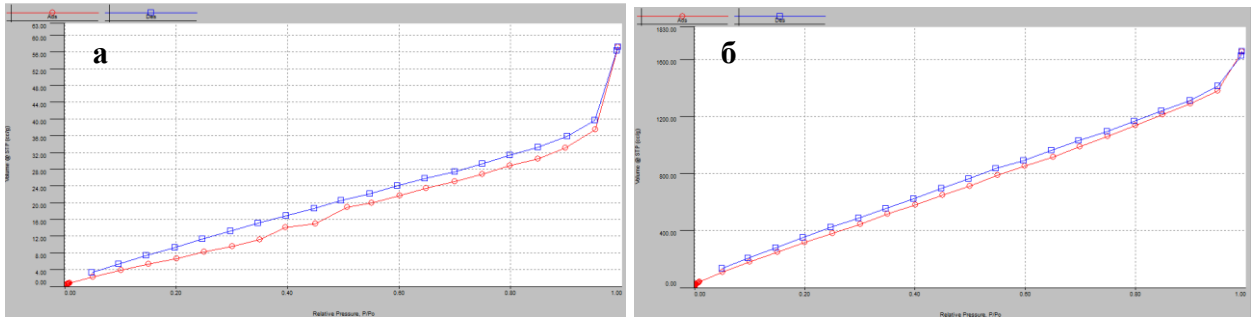 Ads
Des
63.00
60.00
56.00
52.00
48.00
44.00
40.00
36.00
32.00
28.00
24.00
20.00
16.00
12.00
8.00
4.00
0.00
Volume @ STP (cc/g)
а
0.00 0.20 0.40 0.60 0.80 1.00
Relative Pressure, P/Po
Ads
Des
1830.00
1600.00
1200.00
800.00
400.00
0.00
Volume @ STP (cc/g)
б
0.00 0.20 0.40 0.60 0.80 1.00
Relative Pressure, P/Po